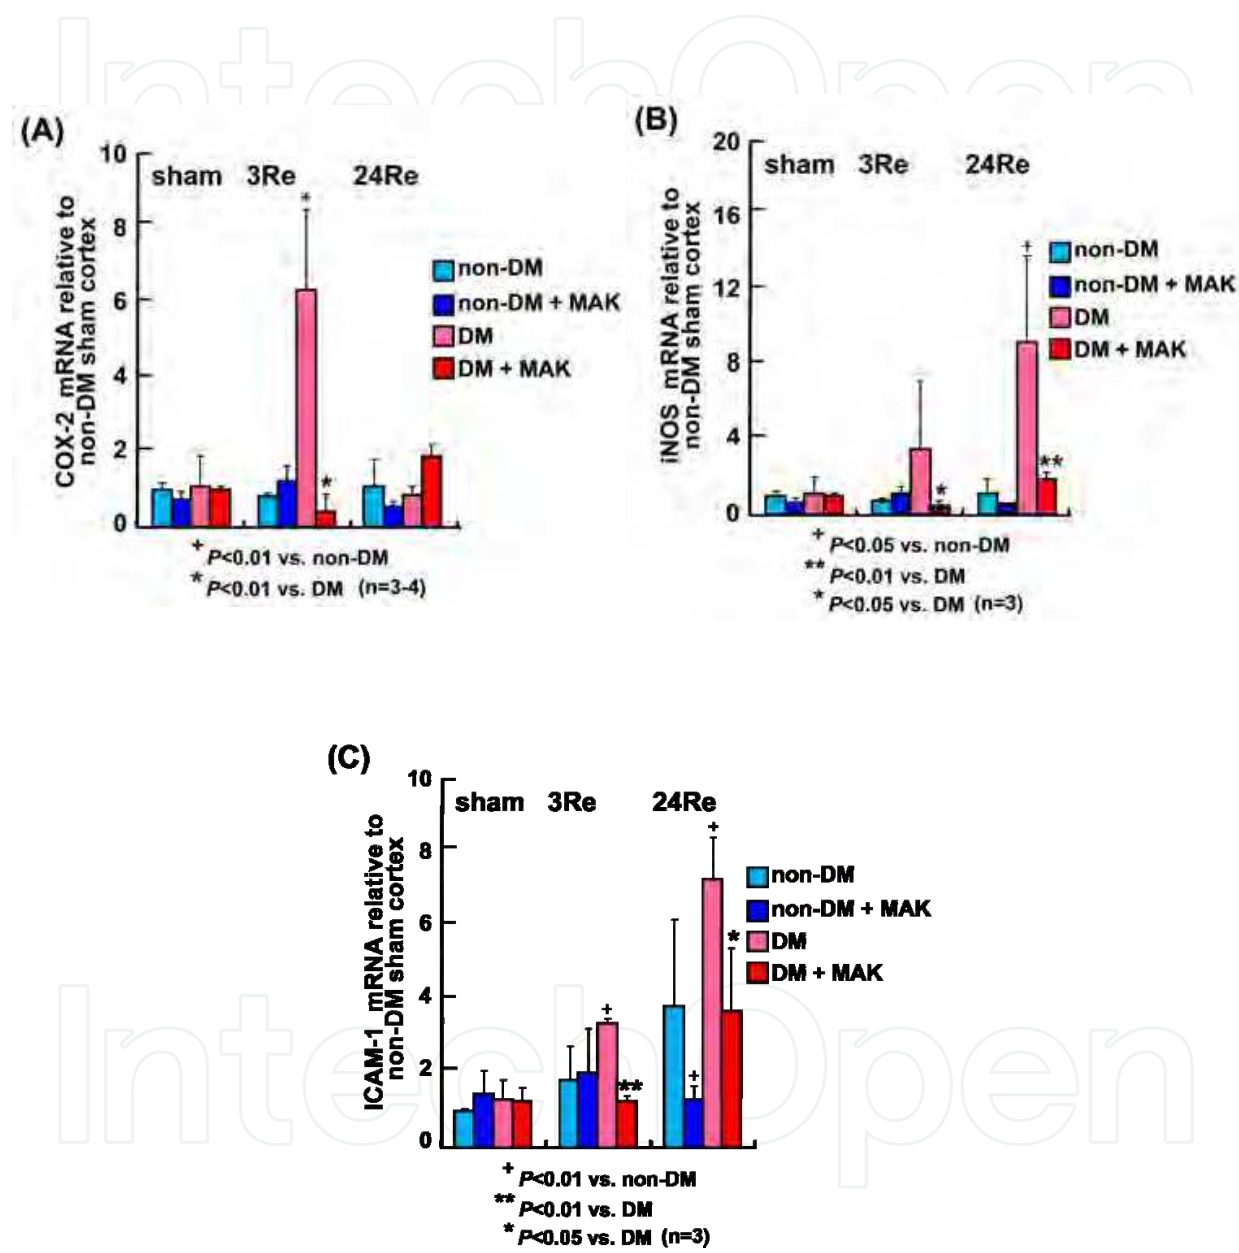 IntechOpen
(A)
10
8
6
4
2
0
COX-2 mRNA relative to
non-DM sham cortex
sham 3Re 24Re
+
*
non-DM
non-DM + MAK
DM
DM + MAK
+ P<0.01 vs. non-DM
* P<0.01 vs. DM (n=3-4)
(B)
20
16
12
8
4
0
iNOS mRNA relative to
non-DM sham cortex
sham 3Re 24Re
*
+
**
non-DM
non-DM + MAK
DM
DM + MAK
+ P<0.05 vs. non-DM
** P<0.01 vs. DM
* P<0.05 vs. DM (n=3)
(C)
10
8
6
4
2
0
ICAM-1 mRNA relative to
non-DM sham cortex
sham 3Re 24Re
+
**
+
+
*
non-DM
non-DM + MAK
DM
DM + MAK
+ P<0.01 vs. non-DM
** P<0.01 vs. DM
* P<0.05 vs. DM (n=3)
IntechOpen